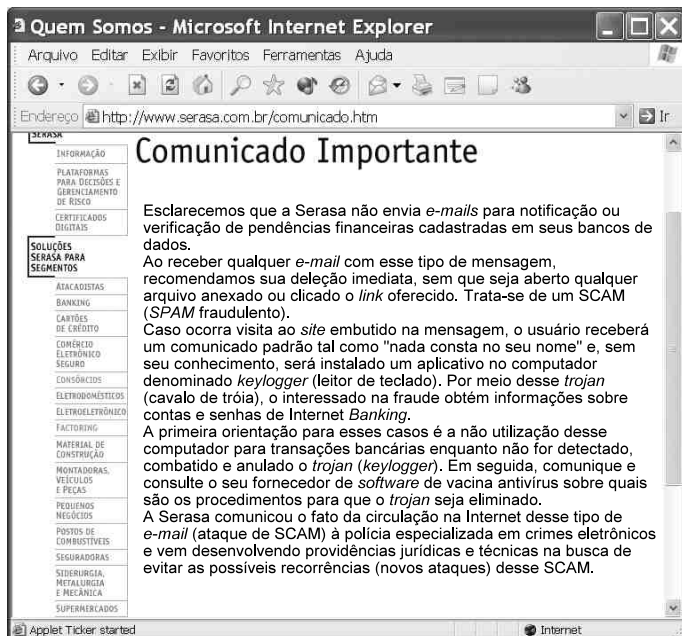 Quem Somos - Microsoft Internet Explorer
Arquivo Editar Exibir Favoritos Ferramentas Ajuda
Endereço http://www.serasa.com.br/comunicado.htm Ir
SERASA
INFORMAÇÃO
PLATAFORMAS
PARA DECISÕES E
GERENCIAMENTO
DE RISCO
CERTIFICADOS
DIGITAIS
SOLUÇÕES
SERASA PARA
SEGMENTOS
ATACADISTAS
BANKING
CARTÕES
DE CRÉDITO
COMÉRCIO
ELETRÔNICO
SEGURO
CONSÓRCIOS
ELETRODOMÉSTICOS
ELETROELETRÔNICO
FACTORING
MATERIAL DE
CONSTRUÇÃO
MONTADORAS,
VEÍCULOS
E PEÇAS
PEQUENOS
NEGÓCIOS
POSTOS DE
COMBUSTÍVEIS
SEGURADORAS
SIDERURGIA,
METALURGIA
E MECÂNICA
SUPERMERCADOS
Comunicado Importante
Esclarecemos que a Serasa não envia e-mails para notificação ou
verificação de pendências financeiras cadastradas em seus bancos de
dados.
Ao receber qualquer e-mail com esse tipo de mensagem,
recomendamos sua deleção imediata, sem que seja aberto qualquer
arquivo anexado ou clicado o link oferecido. Trata-se de um SCAM
(SPAM fraudulento).
Caso ocorra visita ao site embutido na mensagem, o usuário receberá
um comunicado padrão tal como "nada consta no seu nome" e, sem
seu conhecimento, será instalado um aplicativo no computador
denominado keylogger (leitor de teclado). Por meio desse trojan
(cavalo de tróia), o interessado na fraude obtém informações sobre
contas e senhas de Internet Banking.
A primeira orientação para esses casos é a não utilização desse
computador para transações bancárias enquanto não for detectado,
combatido e anulado o trojan (keylogger). Em seguida, comunique e
consulte o seu fornecedor de software de vacina antivírus sobre quais
são os procedimentos para que o trojan seja eliminado.
A Serasa comunicou o fato da circulação na Internet desse tipo de
e-mail (ataque de SCAM) à polícia especializada em crimes eletrônicos
e vem desenvolvendo providências jurídicas e técnicas na busca de
evitar as possíveis recorrências (novos ataques) desse SCAM.
Applet Ticker started Internet